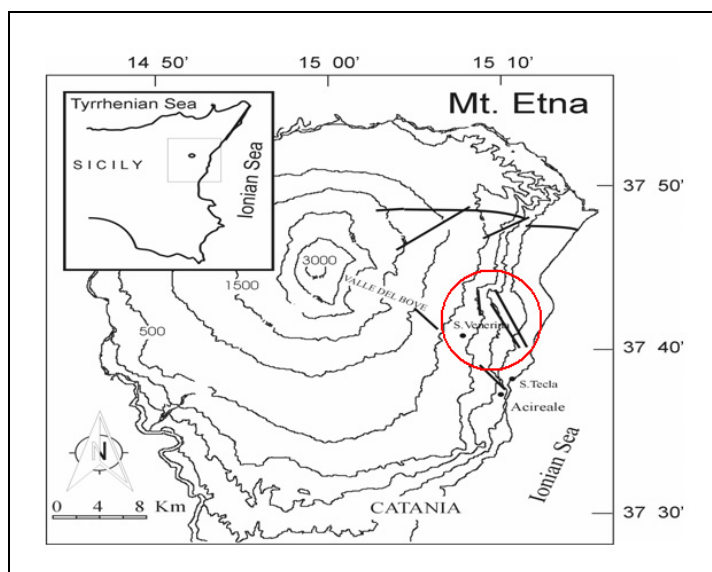 14 50'
15 00'
15 10'
Tyrrhenian Sea
SICILY
Ionian Sea
Mt. Etna
37 50'
3000
1500
VALLE DEL BOVE
500
S.Venerina
37 40'
S.Tecla
Acireale
N
Ionian Sea
0 4 8 Km
CATANIA
37 30'